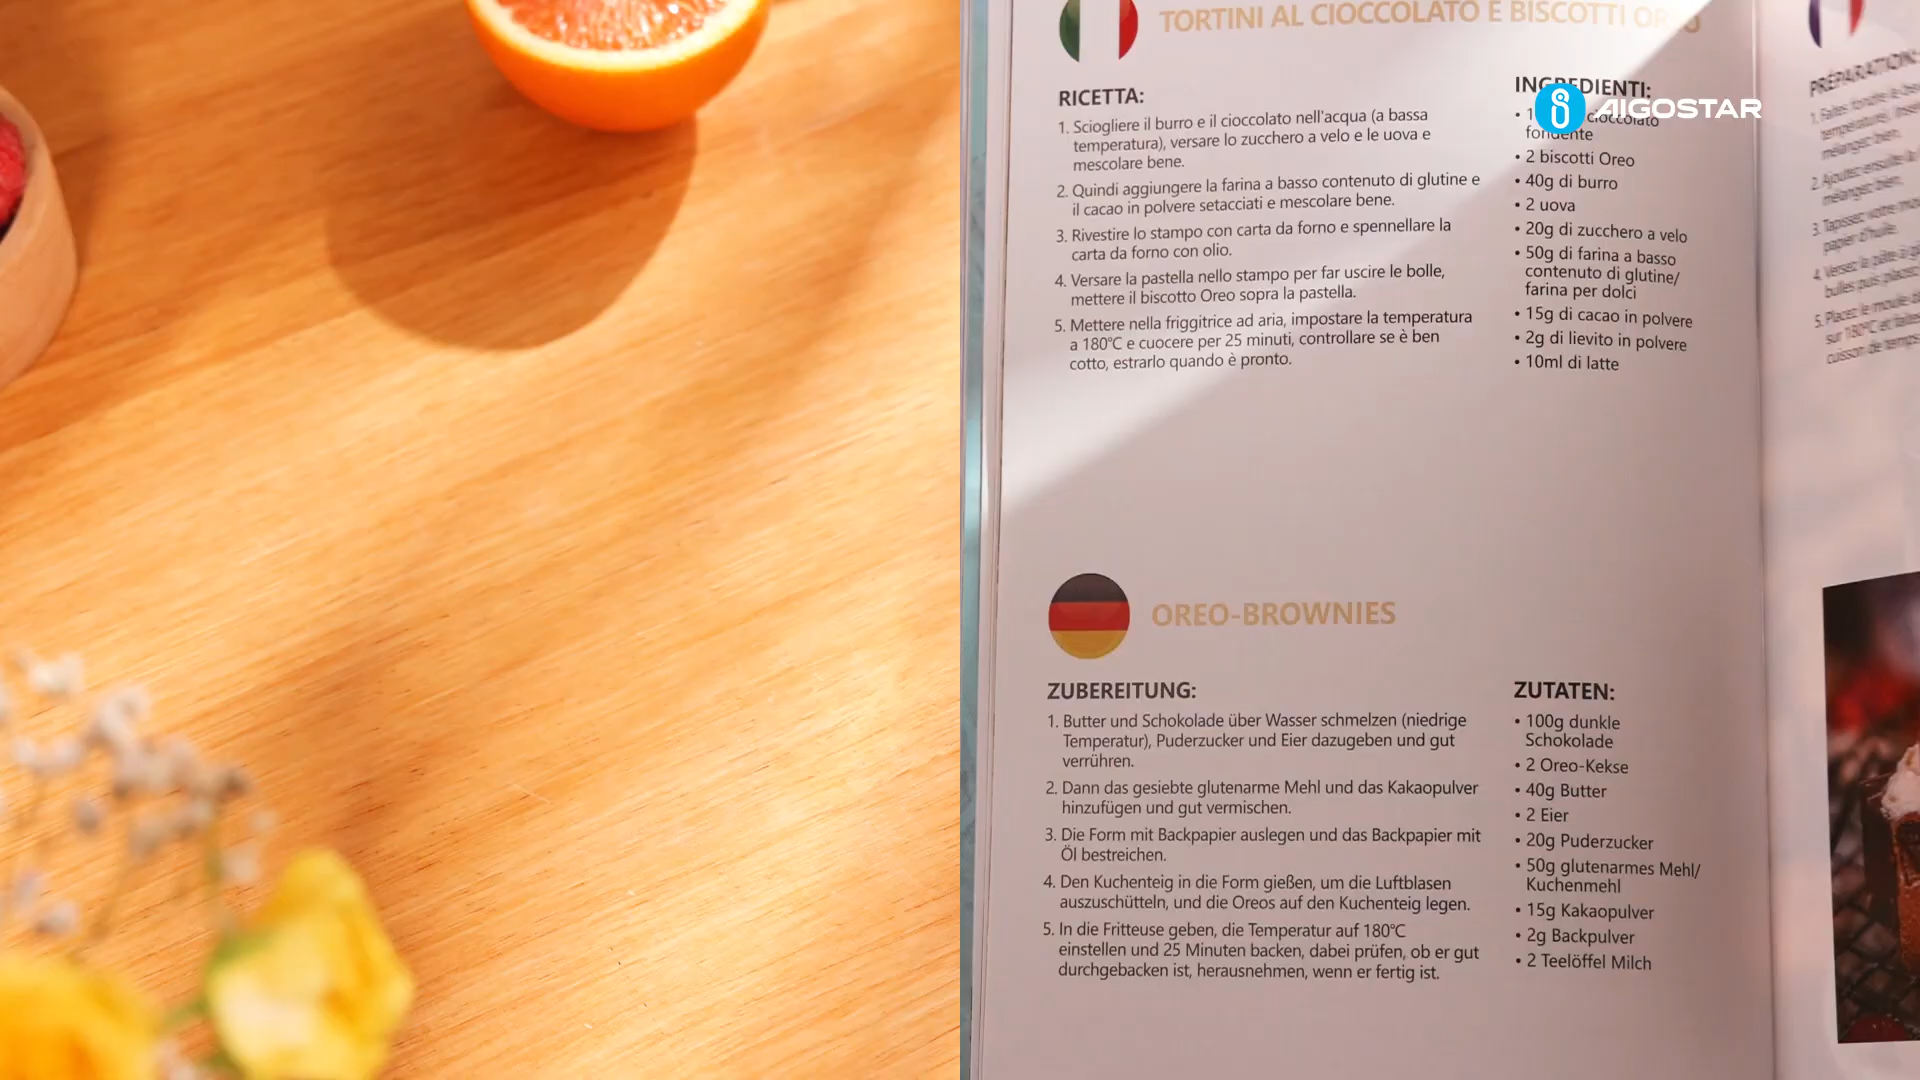 TORTINI AL CIOCCOLATO E BISCOTTI
RICETTA:
1. Sciogliere il burro e il cioccolato nell'acqua (a bassa
temperatura), versare lo zucchero a velo e le uova e
mescolare bene.
2. Quindi aggiungere la farina a basso contenuto di glutine e
il cacao in polvere setacciati e mescolare bene.
3. Rivestire lo stampo con carta da forno e spennellare la
carta da forno con olio.
4. Versare la pastella nello stampo per far uscire le bolle,
mettere il biscotto Oreo sopra la pastella.
5. Mettere nella friggitrice ad aria, impostare la temperatura
a 180°C e cuocere per 25 minuti, controllare se è ben
cotto, estrarlo quando è pronto.
INGREDIENTI:
cioccolato
fondente
• 2 biscotti Oreo
• 40g di burro
• 2 uova
• 20g di zucchero a velo
• 50g di farina a basso
contenuto di glutine/
farina per dolci
• 15g di cacao in polvere
• 2g di lievito in polvere
• 10ml di latte
AIGOSTAR
OREO-BROWNIES
ZUBEREITUNG:
1. Butter und Schokolade über Wasser schmelzen (niedrige
Temperatur), Puderzucker und Eier dazugeben und gut
verrühren.
2. Dann das gesiebte glutenarme Mehl und das Kakaopulver
hinzufügen und gut vermischen.
3. Die Form mit Backpapier auslegen und das Backpapier mit
Öl bestreichen.
4. Den Kuchenteig in die Form gießen, um die Luftblasen
auszuschütteln, und die Oreos auf den Kuchenteig legen.
5. In die Fritteuse geben, die Temperatur auf 180°C
einstellen und 25 Minuten backen, dabei prüfen, ob er gut
durchgebacken ist, herausnehmen, wenn er fertig ist.
ZUTATEN:
• 100g dunkle
Schokolade
• 2 Oreo-Kekse
• 40g Butter
• 2 Eier
• 20g Puderzucker
• 50g glutenarmes Mehl/
Kuchenmehl
• 15g Kakaopulver
• 2g Backpulver
• 2 Teelöffel Milch
PRÉPARATION: